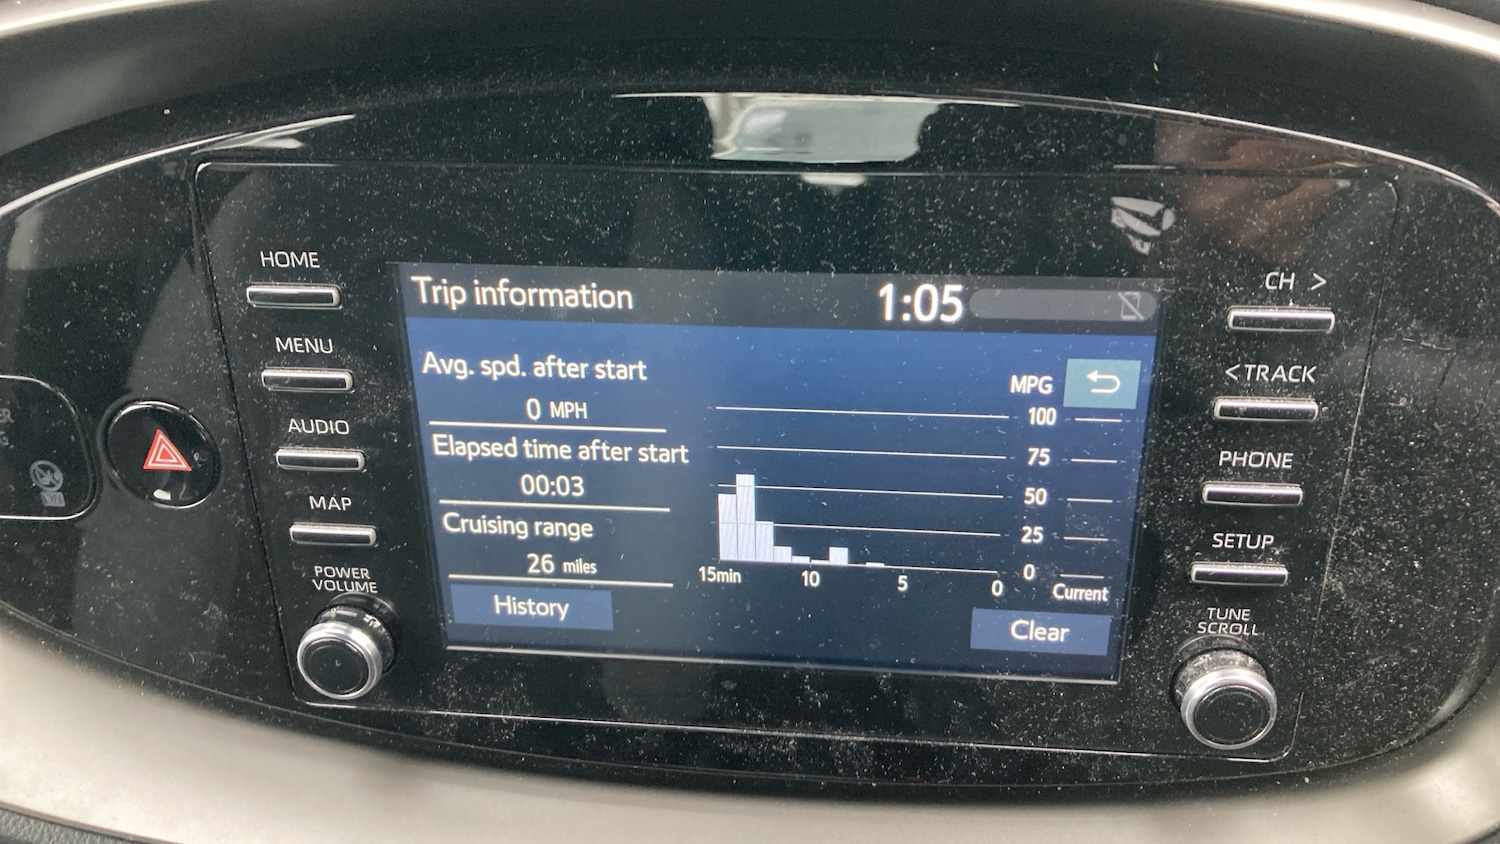 HOME
MENU
AUDIO
MAP
POWER
VOLUME
Trip information
1:05
Avg. spd. after start
0 MPH
Elapsed time after start
00:03
Cruising range
26 miles
History
MPG
100
75
50
25
0
15min 10 5 0 Current
Clear
CH >
< TRACK
PHONE
SETUP
TUNE
SCROLL